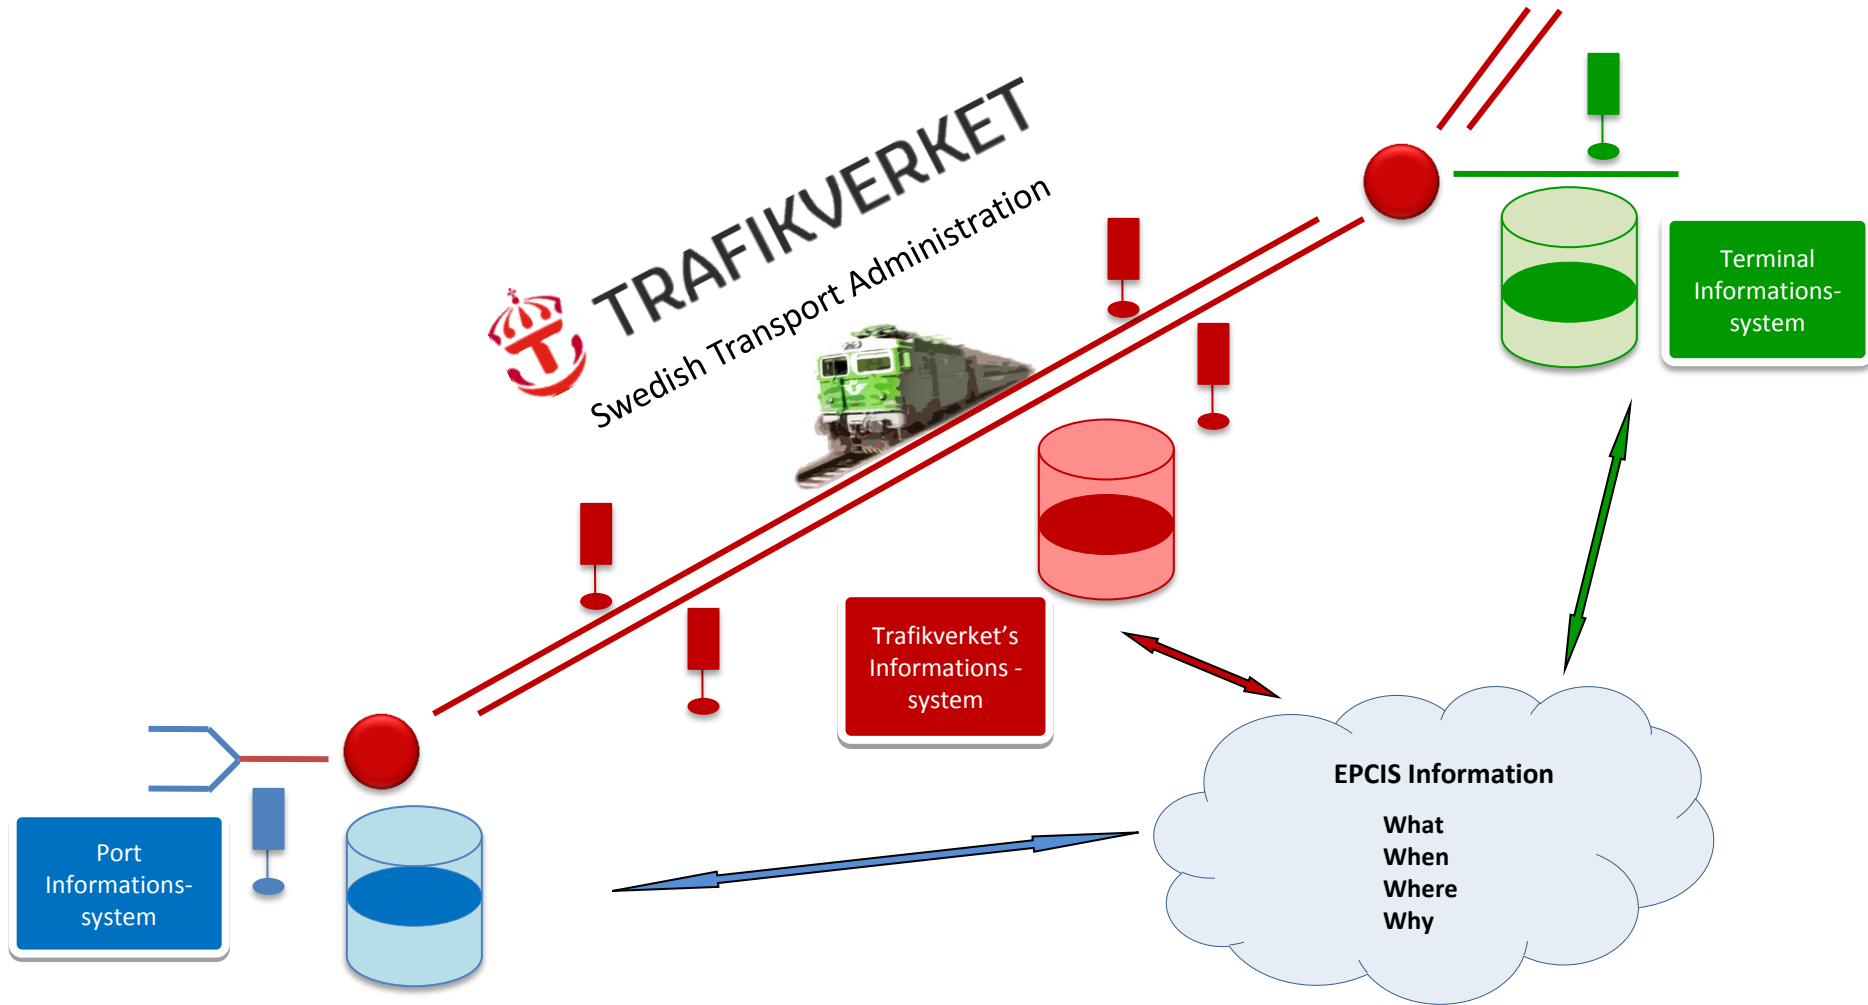 TRAFIKVERKET
Swedish Transport Administration
Terminal
Informations-
system
Trafikverket’s
Informations -
system
Port
Informations-
system
EPCIS Information
What
When
Where
Why